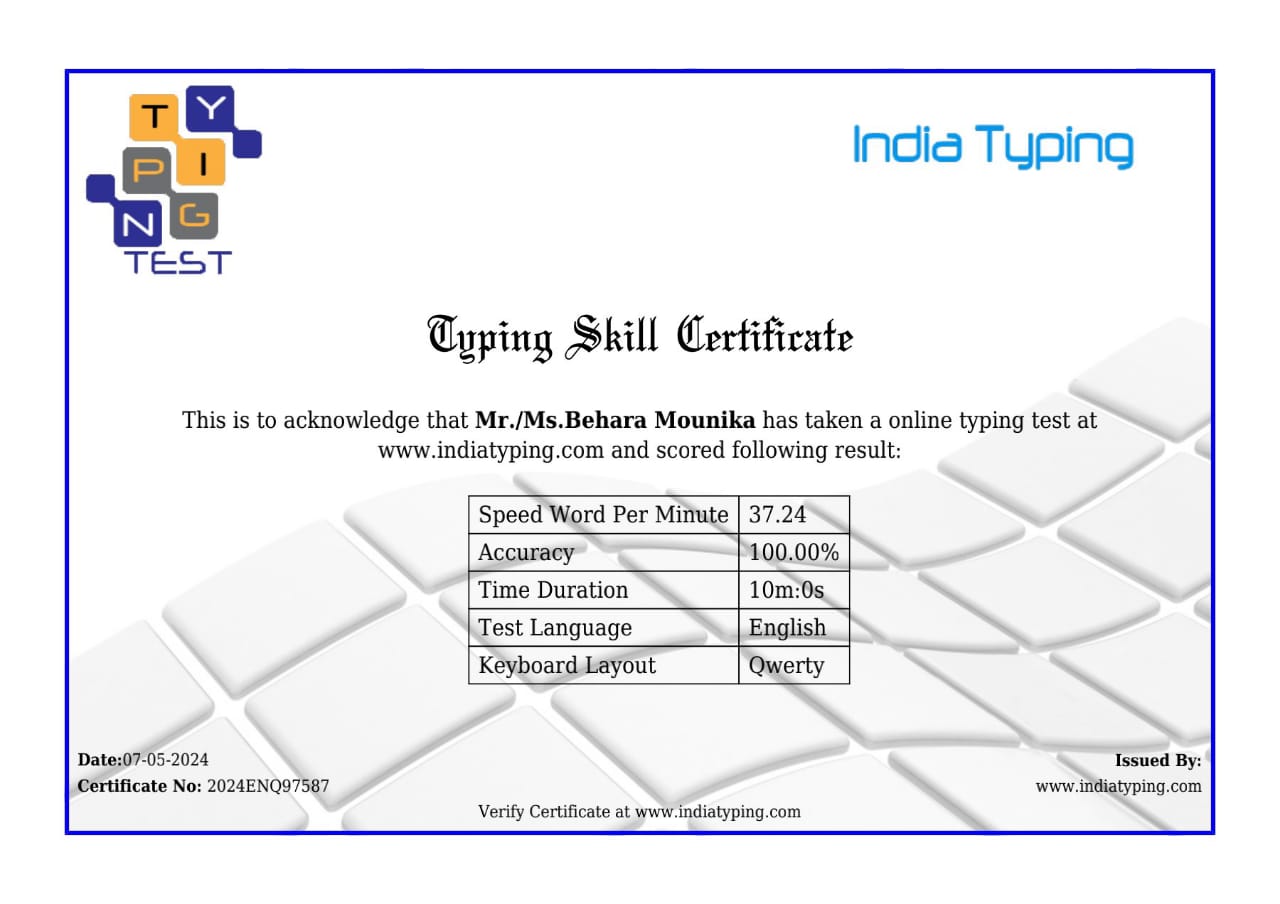 TYPING
TEST
India Typing
Typing Skill Certificate
This is to acknowledge that Mr./Ms.Behara Mounika has taken a online typing test at
www.indiatyping.com and scored following result:
Speed Word Per Minute 37.24
Accuracy 100.00%
Time Duration 10m:0s
Test Language English
Keyboard Layout Qwerty
Date:07-05-2024
Issued By:
Certificate No: 2024ENQ97587
www.indiatyping.com
Verify Certificate at www.indiatyping.com